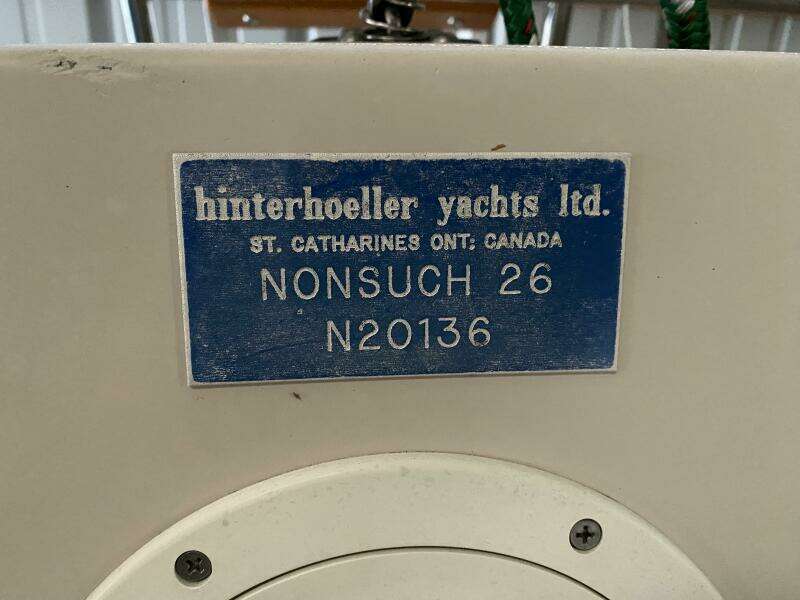 hinterhoeller yachts ltd.
ST. CATHARINES ONT; CANADA
NONSUCH 26
N20136